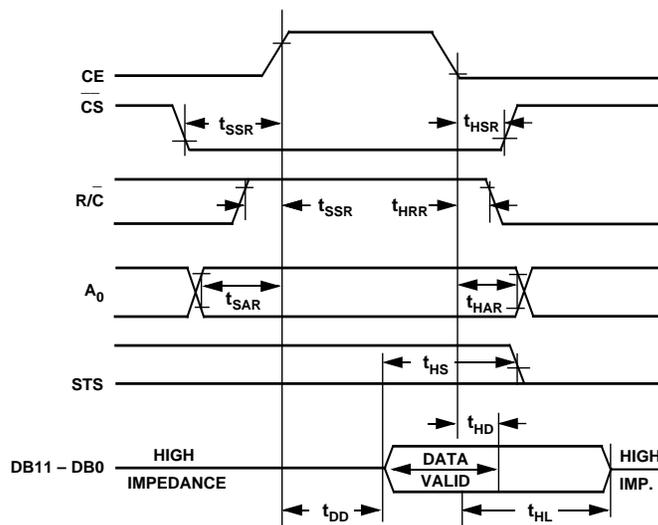 CE
CS
tSSR
tHSR
R/C
tSSR
tHRR
A0
tSAR
tHAR
STS
tHS
tHD
DB11 – DB0
HIGH
IMPEDANCE
DATA
VALID
HIGH
IMP.
tDD
tHL